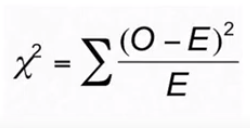 χ² = ∑ (O – E)² / E